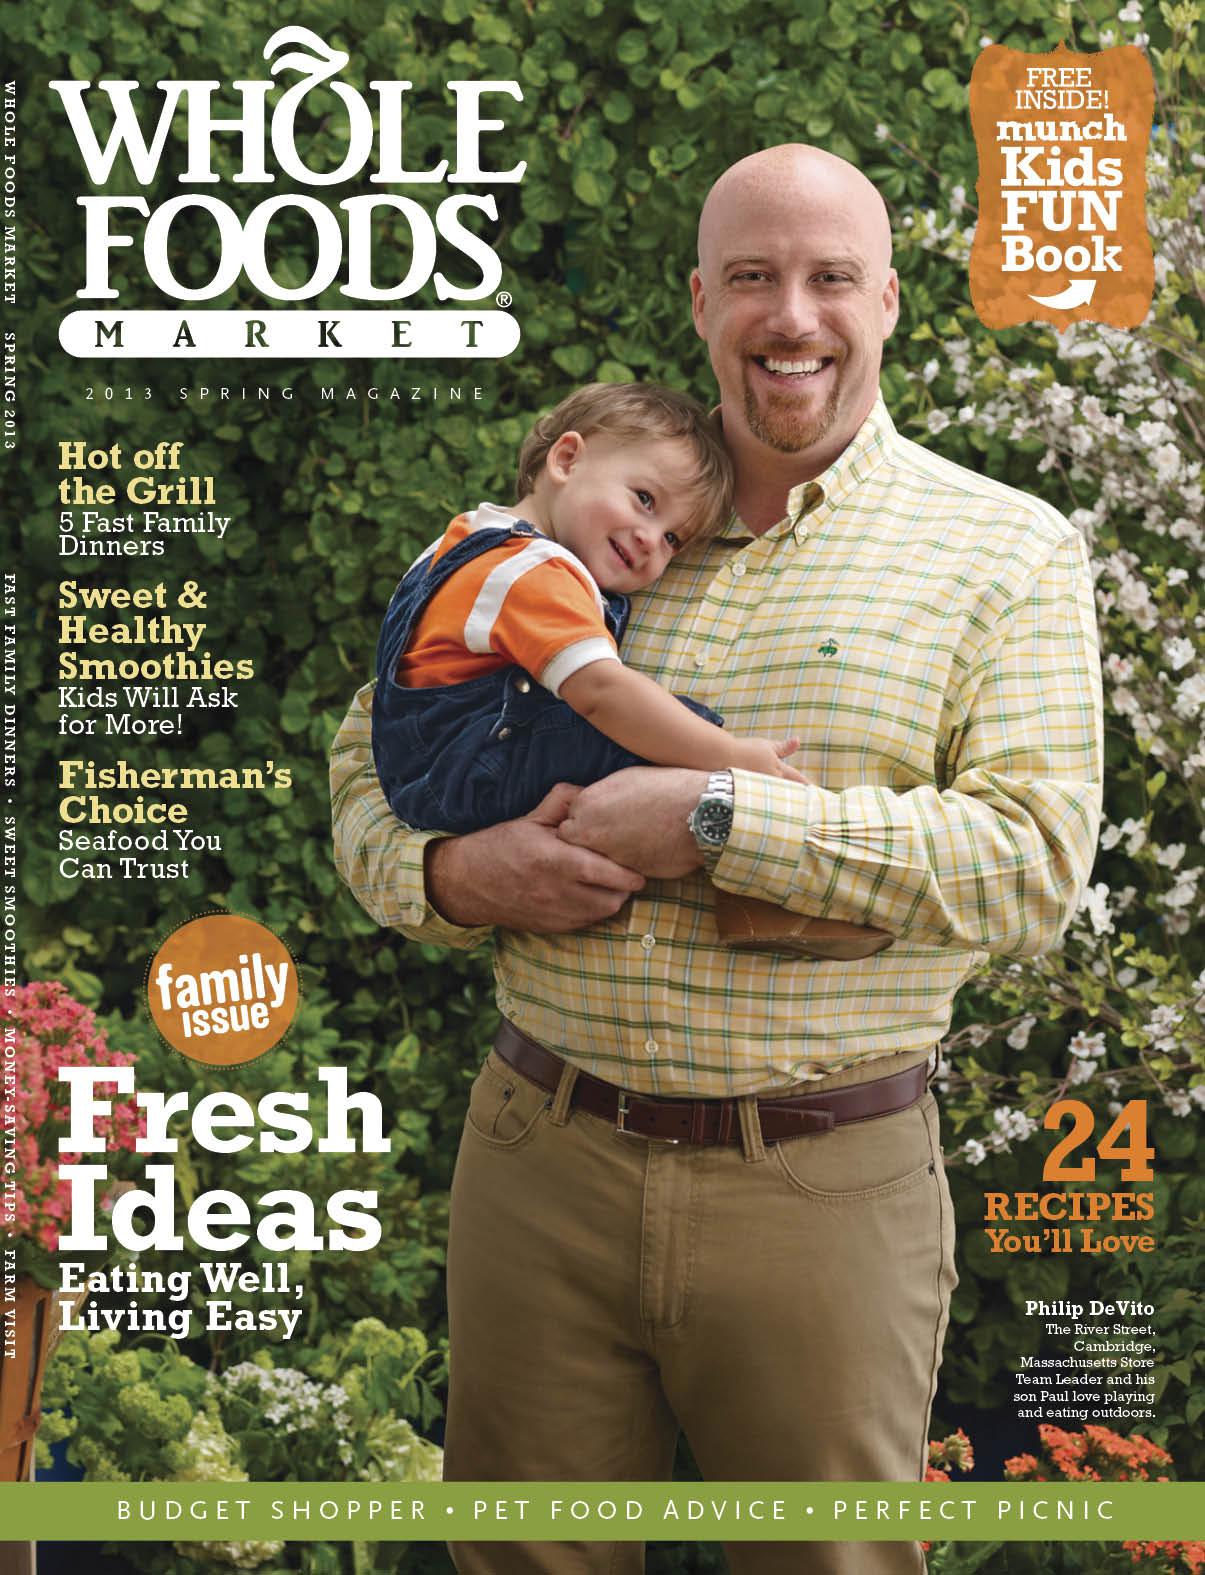 WHOLE
FOODS®
MARKET
2013 SPRING MAGAZINE
FREE
INSIDE!
munch
Kids
FUN
Book
Hot off
the Grill
5 Fast Family
Dinners
Sweet &
Healthy
Smoothies
Kids Will Ask
for More!
Fisherman's
Choice
Seafood You
Can Trust
family
issue
Fresh
Ideas
Eating Well,
Living Easy
24
RECIPES
You'll Love
Philip DeVito
The River Street,
Cambridge,
Massachusetts Store
Team Leader and his
son Paul love playing
and eating outdoors.
BUDGET SHOPPER • PET FOOD ADVICE • PERFECT PICNIC
WHOLE FOODS MARKET SPRING 2013 FAST FAMILY DINNERS • SWEET SMOOTHIES • MONEY-SAVING TIPS • FARM VISIT